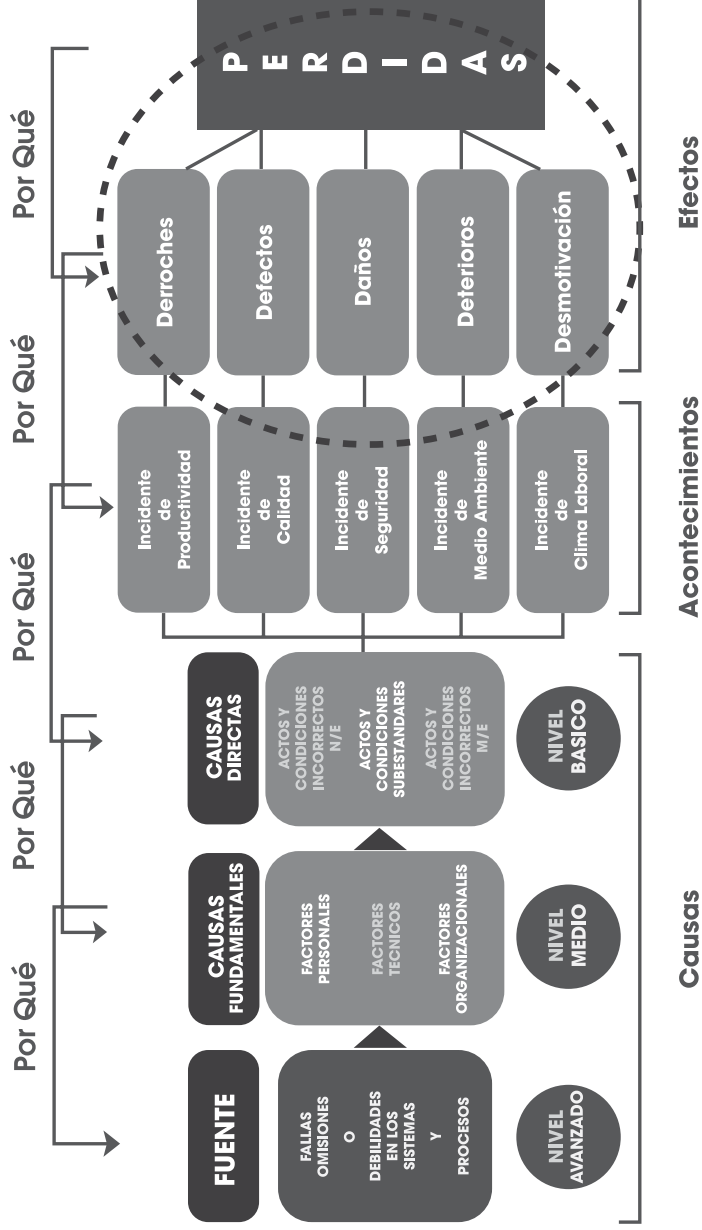 Por Qué
Por Qué
Por Qué
Por Qué
Por Qué
FUENTE
FALLAS
OMISIONES
O
DEBILIDADES
EN LOS
SISTEMAS
Y
PROCESOS
NIVEL
AVANZADO
CAUSAS
FUNDAMENTALES
FACTORES
PERSONALES
FACTORES
TECNICOS
FACTORES
ORGANIZACIONALES
NIVEL
MEDIO
CAUSAS
DIRECTAS
ACTOS Y
CONDICIONES
INCORRECTOS
N/E
ACTOS Y
CONDICIONES
SUBESTANDARES
ACTOS Y
CONDICIONES
INCORRECTOS
M/E
NIVEL
BASICO
Incidente
de
Productividad
Incidente
de
Calidad
Incidente
de
Seguridad
Incidente
de
Medio Ambiente
Incidente
de
Clima Laboral
Derroches
Defectos
Daños
Deterioros
Desmotivación
PERDIDAS
Causas
Acontecimientos
Efectos